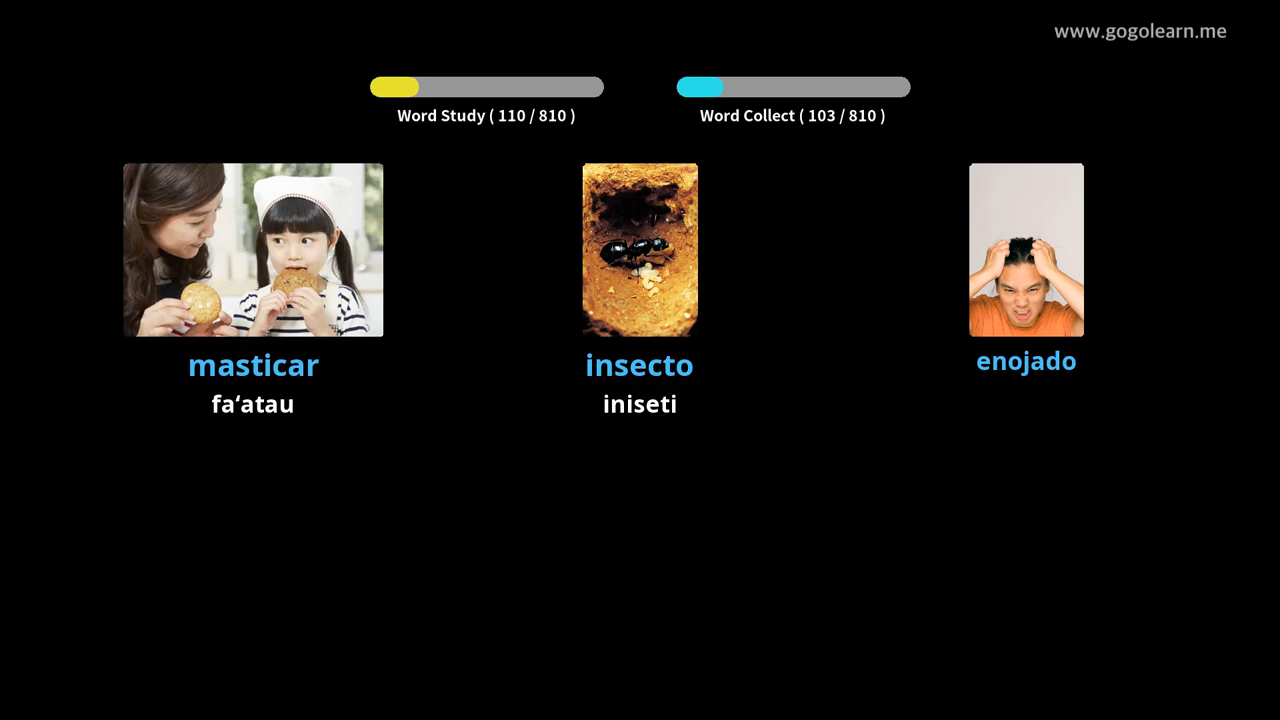 www.gogolearn.me
Word Study ( 110 / 810 )
Word Collect ( 103 / 810 )
masticar
insecto
enojado
fa‘atau
iniseti